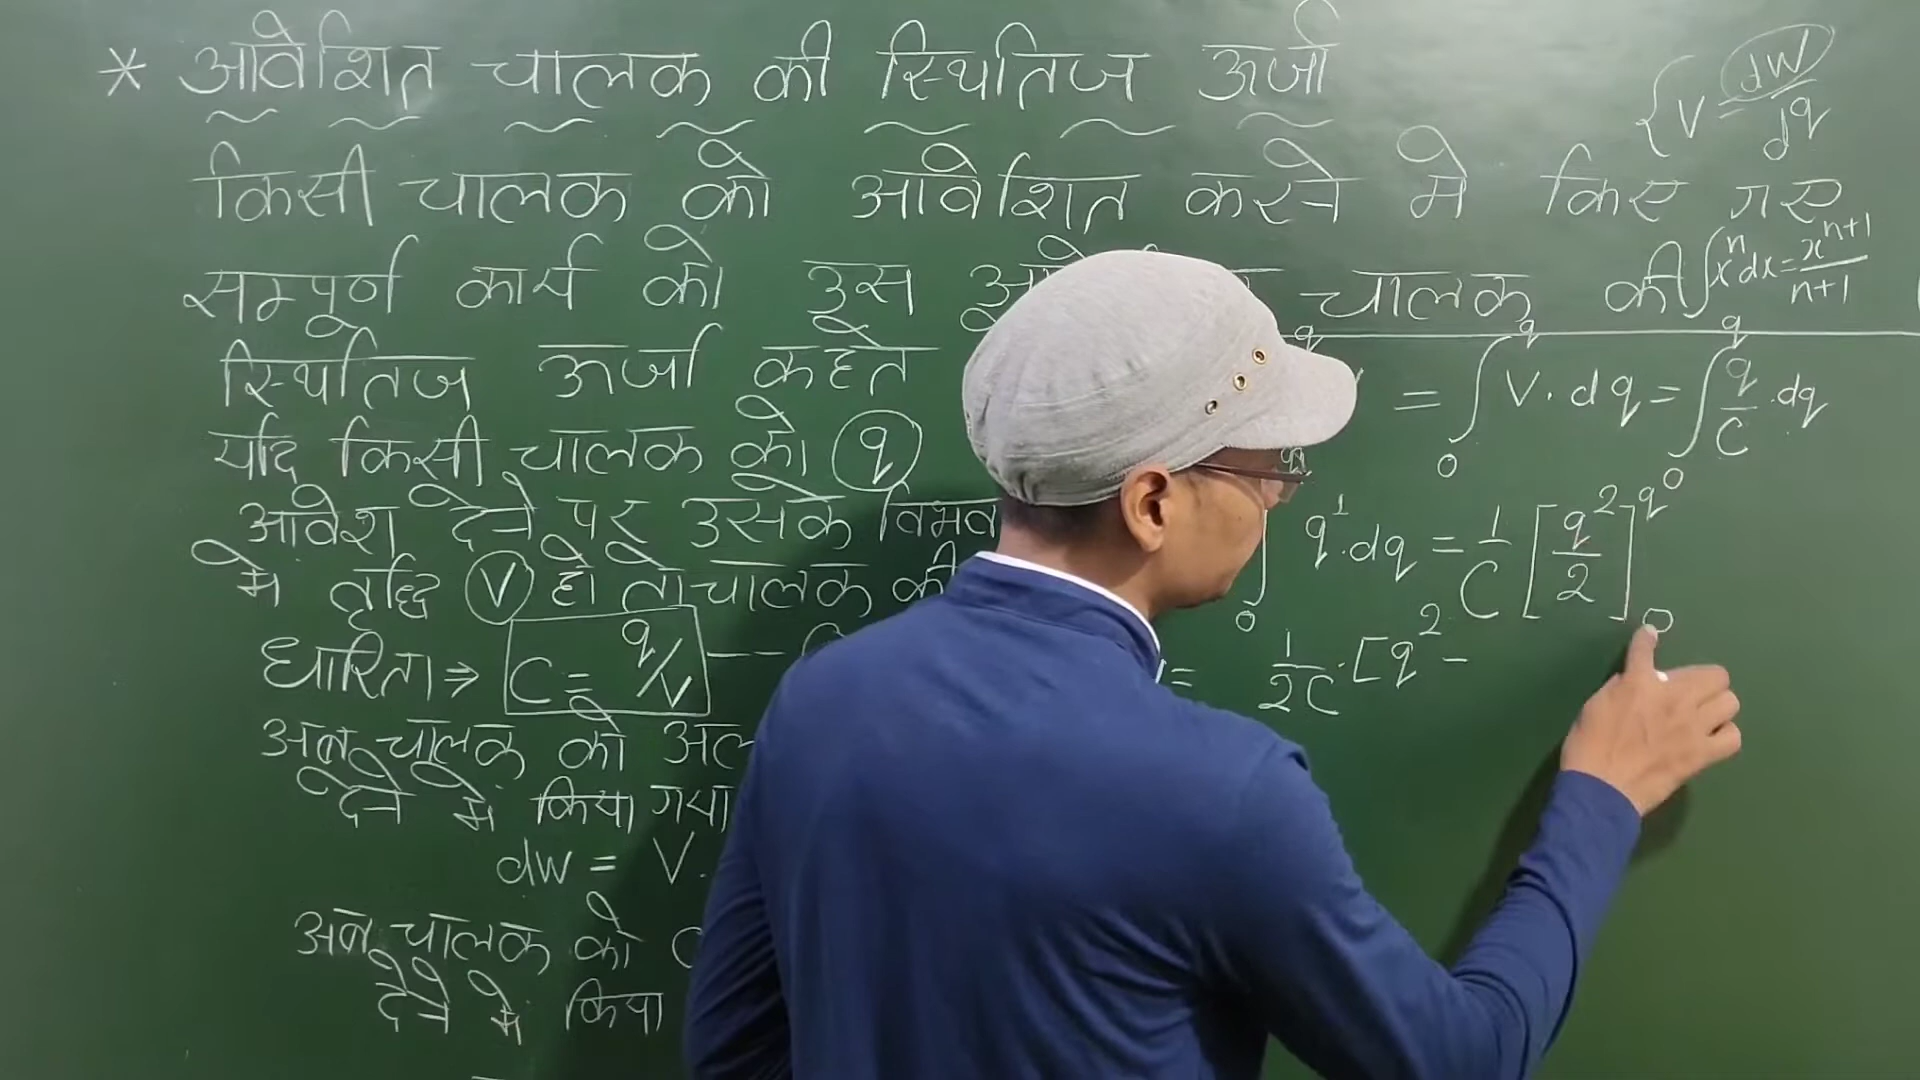 * आवेशित चालक की स्थितिज ऊर्जा
{ V = dW/dq
किसी चालक को आवेशित करने मे किए गए
सम्पूर्ण कार्य को उस चालक की
∫xⁿdx = xⁿ⁺¹/n+1
स्थितिज ऊर्जा कहते
यदि किसी चालक को q
आवेश देने पर उसके विभव
मे वृद्धि V हो तो चालक की
धारिता ⇒ C = q/V
अब चालक को
देने में किया गया
dw = V.
अब चालक को
देने मे किया
= ∫₀^q V.dq = ∫₀^q q/C .dq
∫₀ q¹.dq = 1/C [q²/2]₀^q
= 1/2C .[q² -